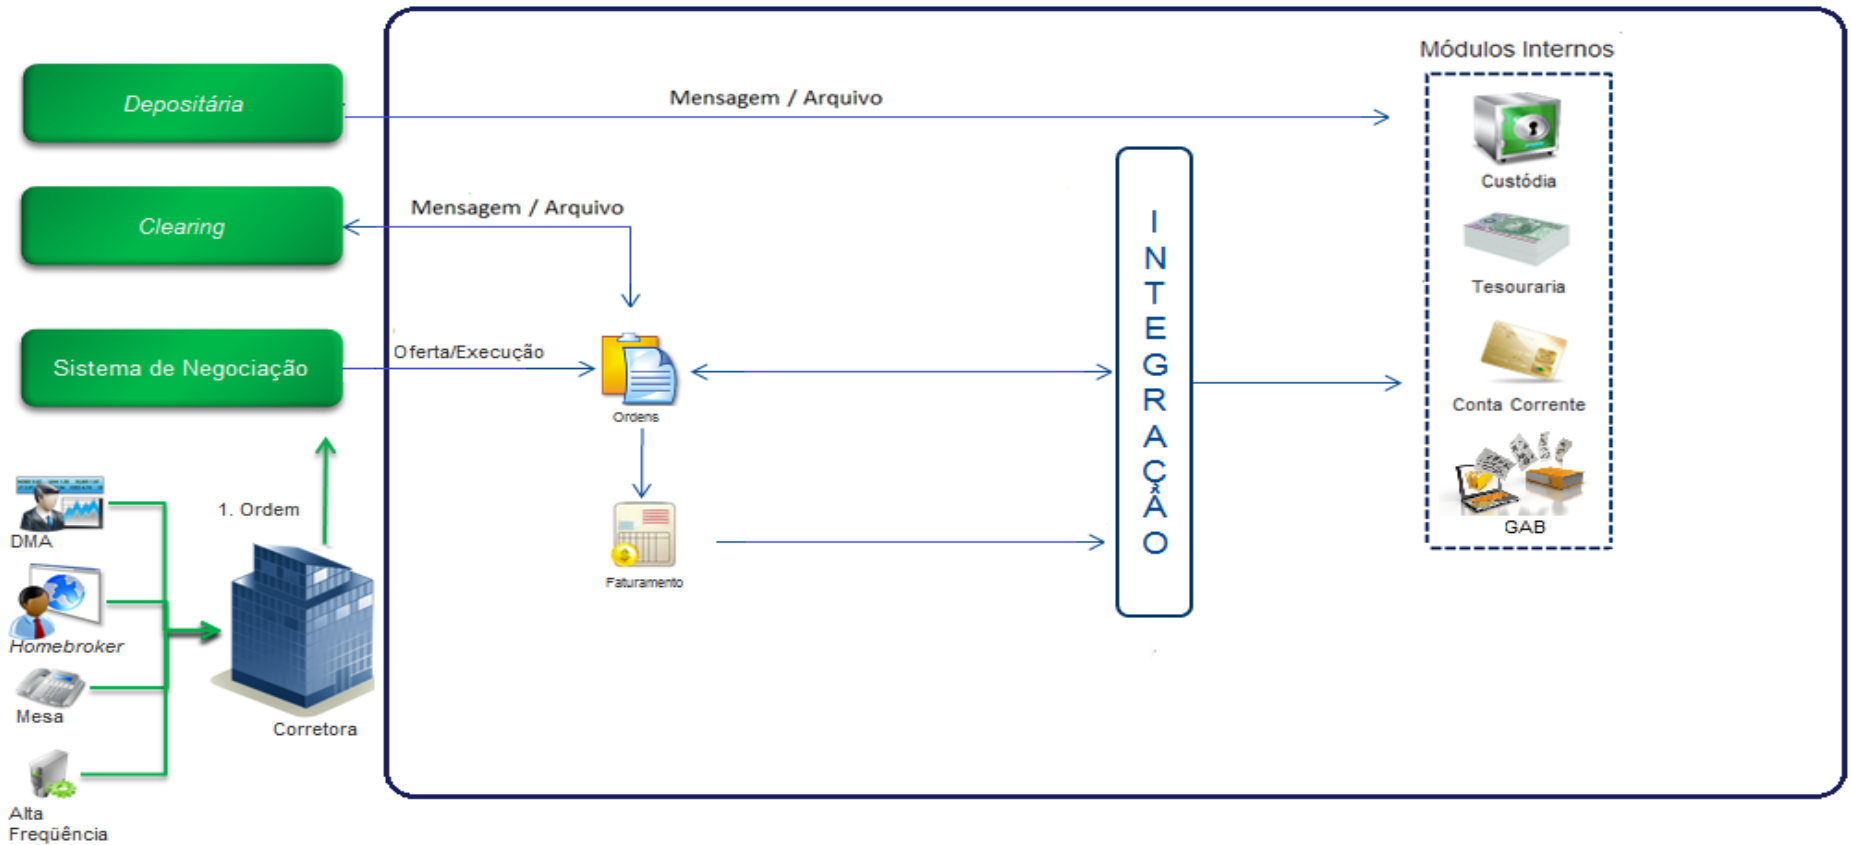 Módulos Internos
Depositária
Mensagem / Arquivo
Custódia
Clearing
Mensagem / Arquivo
Tesouraria
Sistema de Negociação
Oferta/Execução
Ordens
INTEGRAÇÃO
Conta Corrente
GAB
1. Ordem
DMA
Faturamento
Homebroker
Mesa
Corretora
Alta
Freqüência